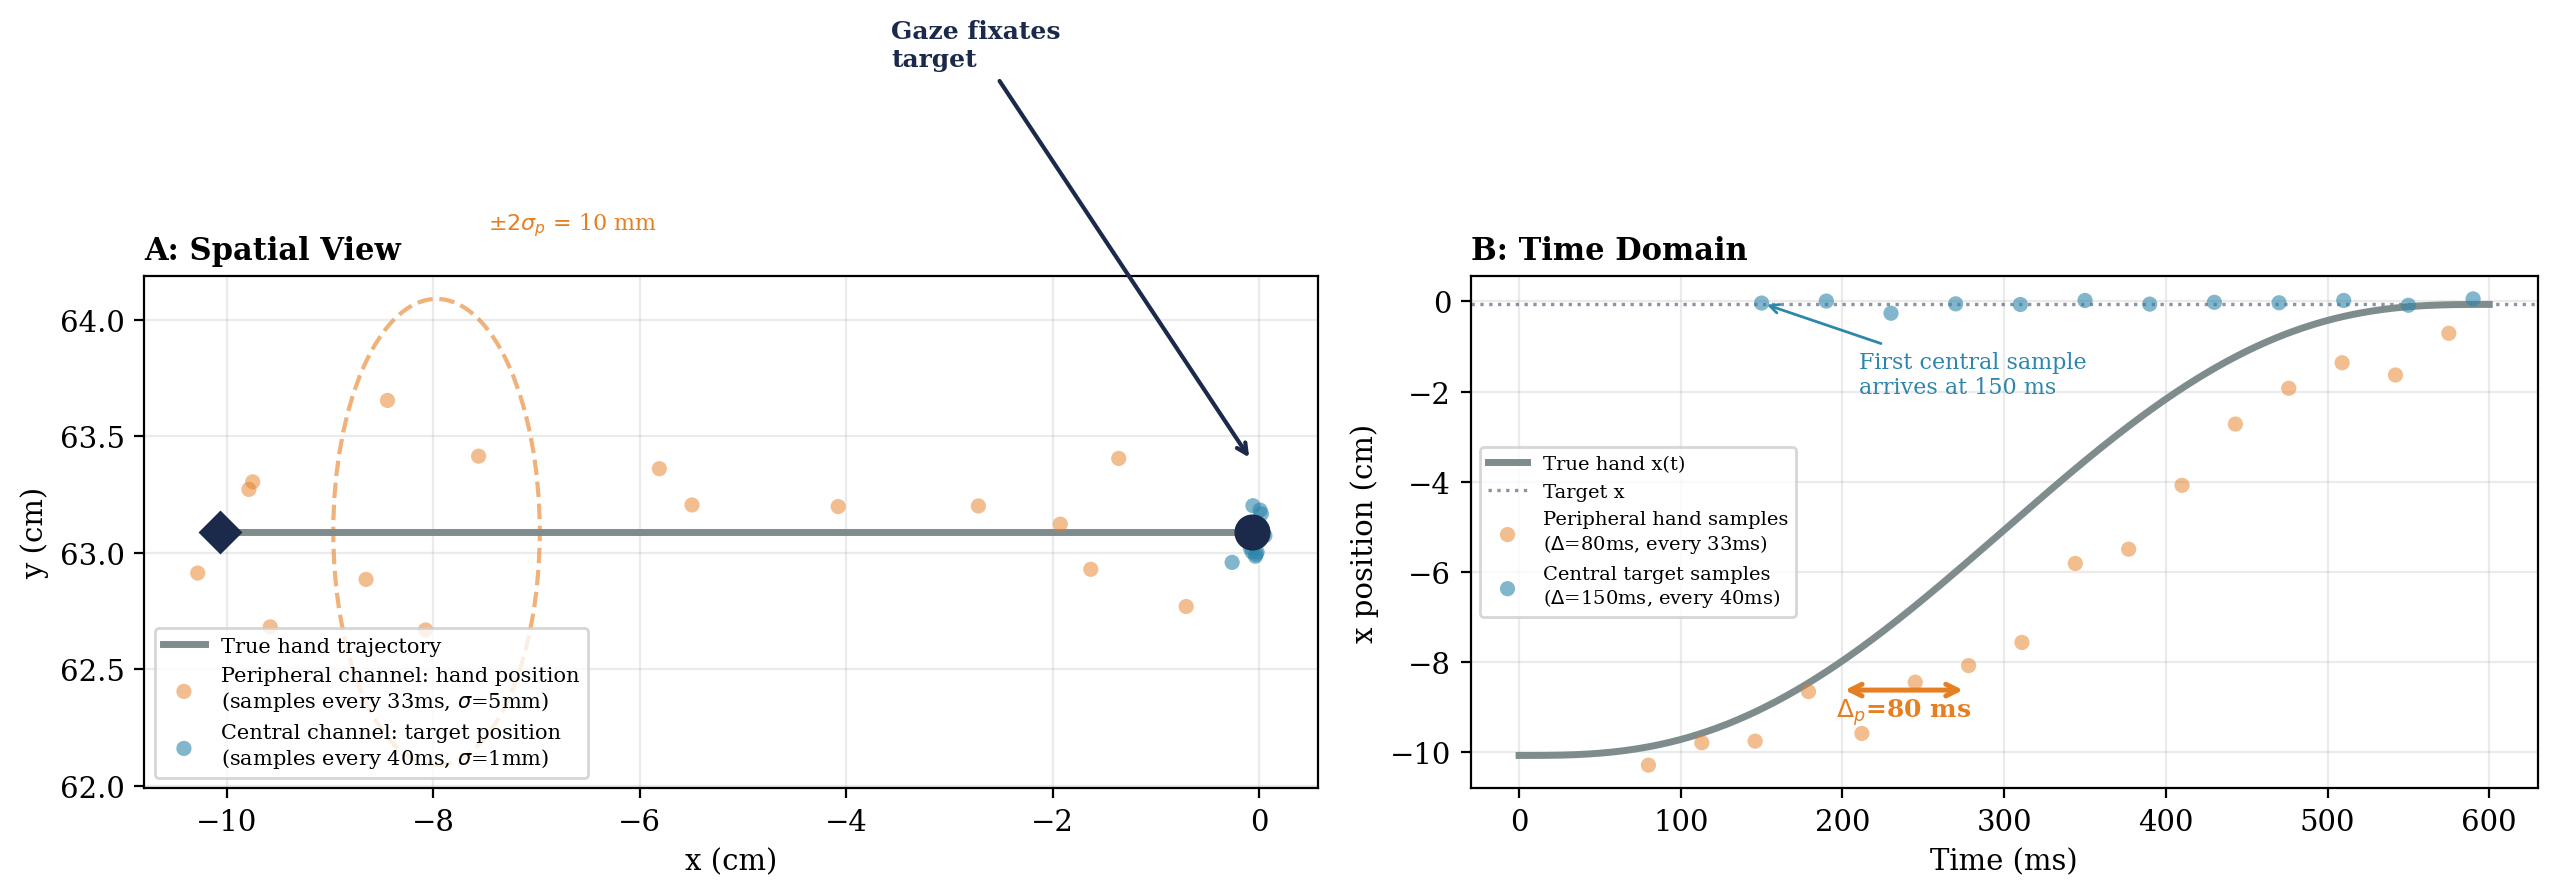 Gaze fixates
target
±2σp = 10 mm
A: Spatial View
y (cm)
64.0
63.5
63.0
62.5
62.0
True hand trajectory
Peripheral channel: hand position
(samples every 33ms, σ=5mm)
Central channel: target position
(samples every 40ms, σ=1mm)
−10
−8
−6
−4
−2
0
x (cm)
B: Time Domain
x position (cm)
0
−2
−4
−6
−8
−10
First central sample
arrives at 150 ms
True hand x(t)
Target x
Peripheral hand samples
(Δ=80ms, every 33ms)
Central target samples
(Δ=150ms, every 40ms)
Δp=80 ms
0
100
200
300
400
500
600
Time (ms)